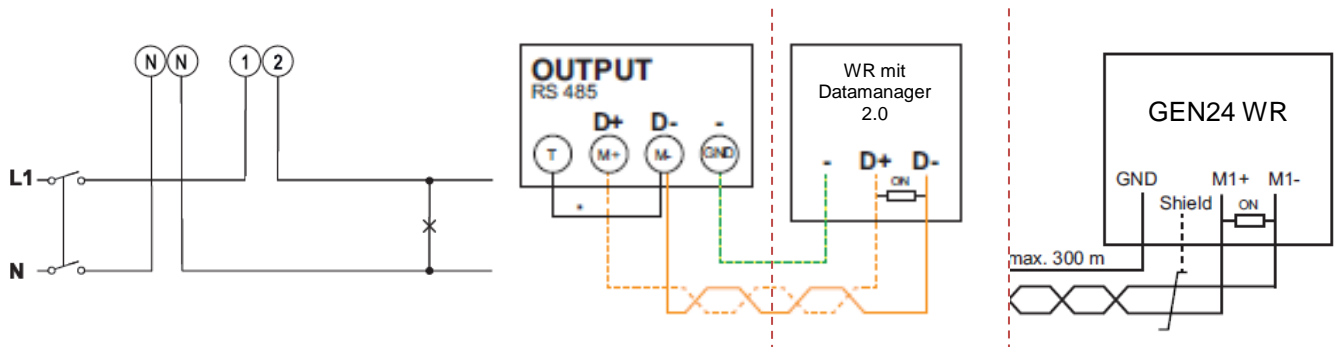 N N 1 2
L1
N
OUTPUT
RS 485
D+ D- -
T M+ M- GND
*
WR mit
Datamanager
2.0
- D+ D-
ON
GEN24 WR
GND M1+ M1-
Shield ON
max. 300 m